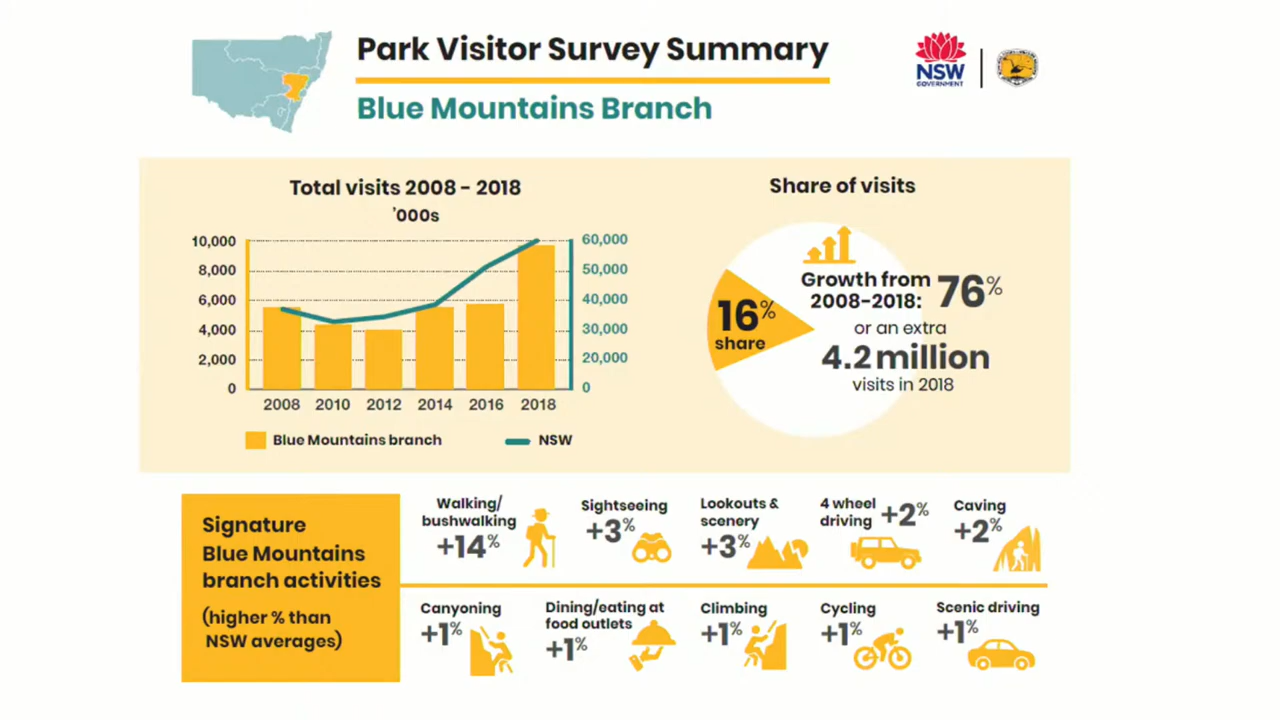 Park Visitor Survey Summary
Blue Mountains Branch
NSW
GOVERNMENT
Total visits 2008 - 2018
'000s
10,000
8,000
6,000
4,000
2,000
0
60,000
50,000
40,000
30,000
20,000
0
2008 2010 2012 2014 2016 2018
Blue Mountains branch
NSW
Share of visits
16%
share
Growth from
2008-2018: 76%
or an extra
4.2 million
visits in 2018
Signature
Blue Mountains
branch activities
(higher % than
NSW averages)
Walking/
bushwalking
+14%
Sightseeing
+3%
Lookouts &
scenery
+3%
4 wheel
driving +2%
Caving
+2%
Canyoning
+1%
Dining/eating at
food outlets
+1%
Climbing
+1%
Cycling
+1%
Scenic driving
+1%